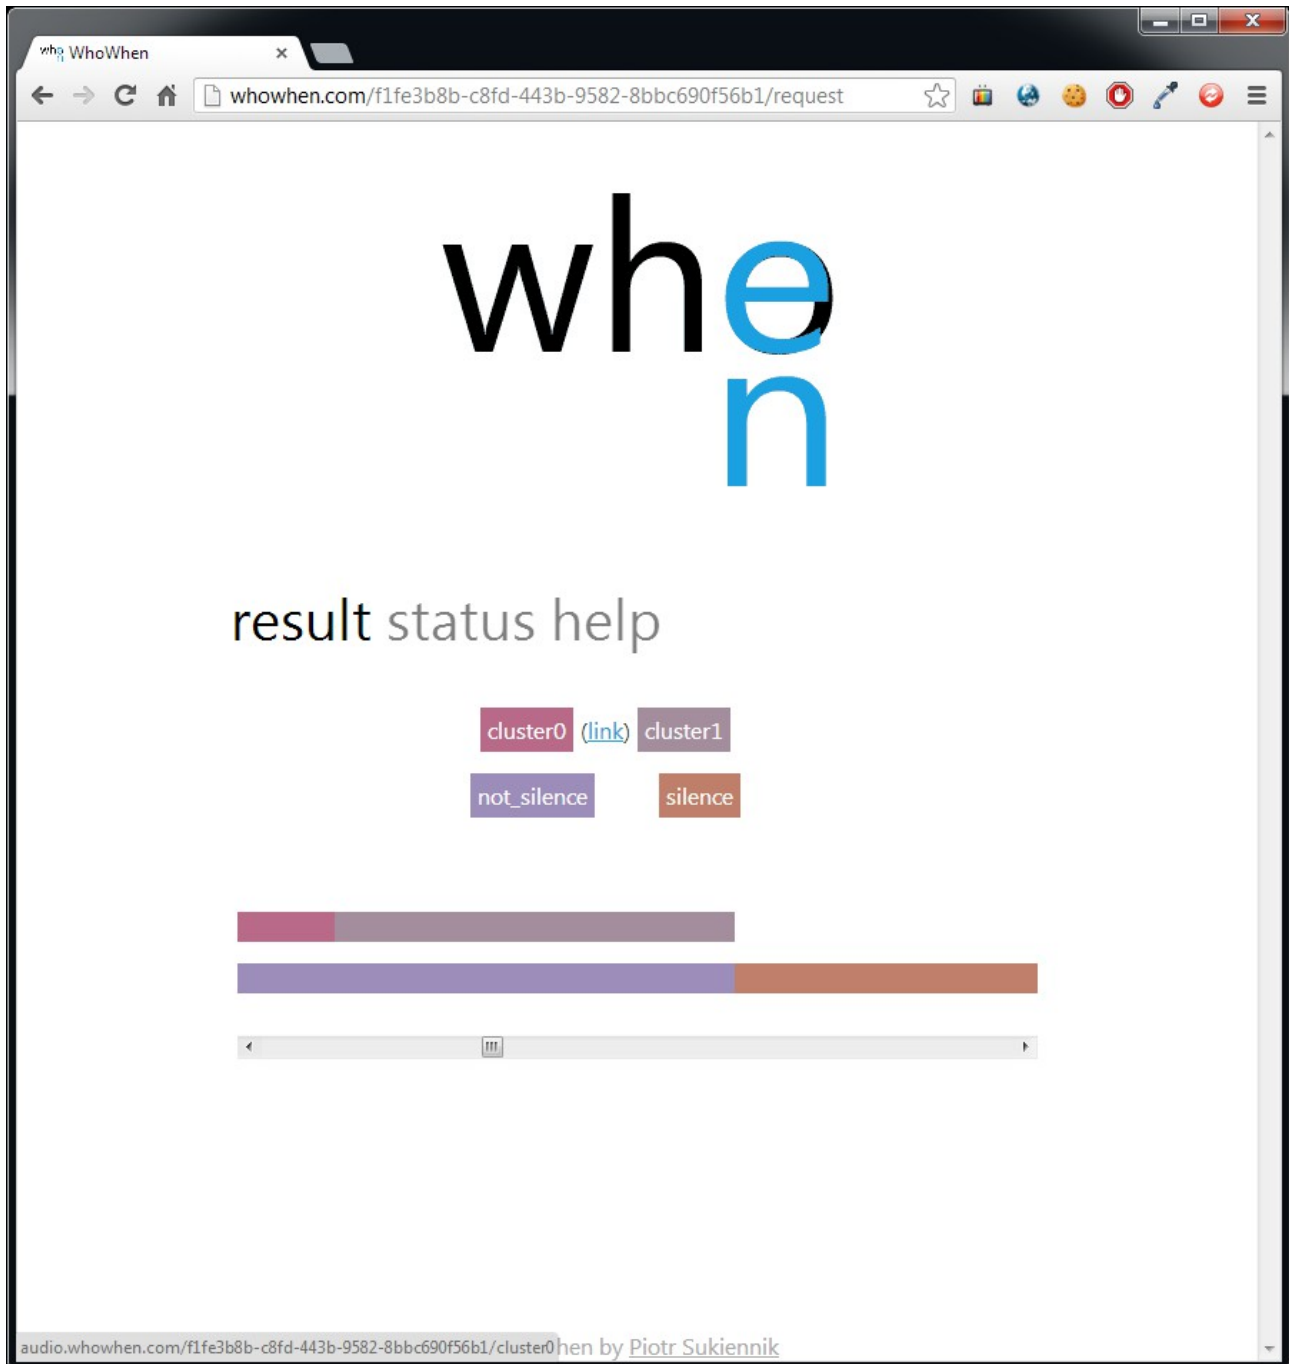 WhoWhen
whowhen.com/f1fe3b8b-c8fd-443b-9582-8bbc690f56b1/request
whe
n
result status help
cluster0 (link) cluster1
not_silence silence
audio.whowhen.com/f1fe3b8b-c8fd-443b-9582-8bbc690f56b1/cluster0 hen by Piotr Sukiennik